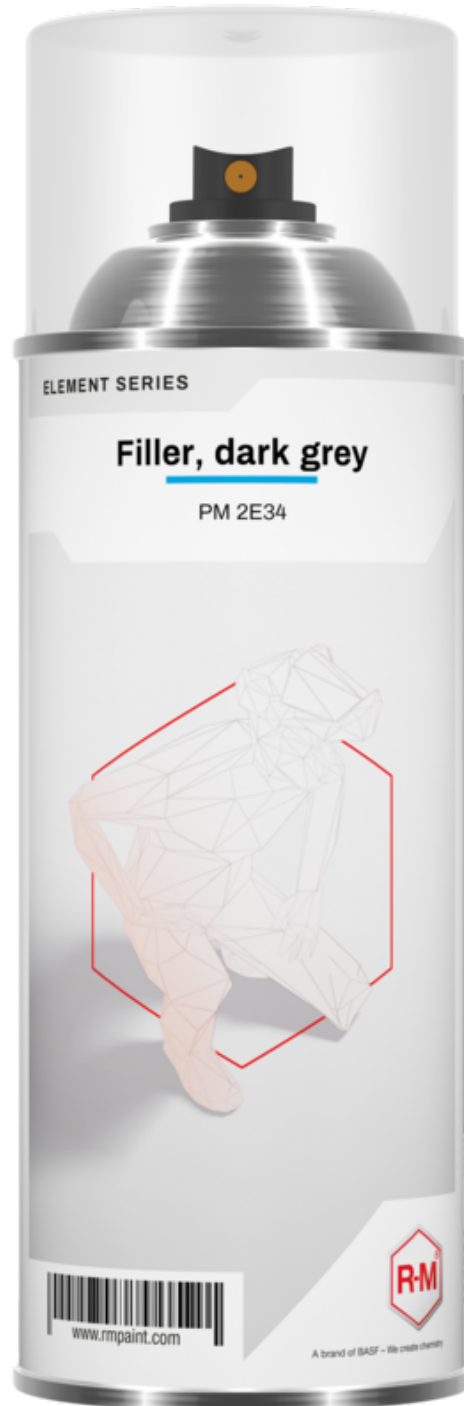 ELEMENT SERIES
Filler, dark grey
PM 2E34
www.rmpaint.com
R-M®
A brand of BASF – We create chemistry